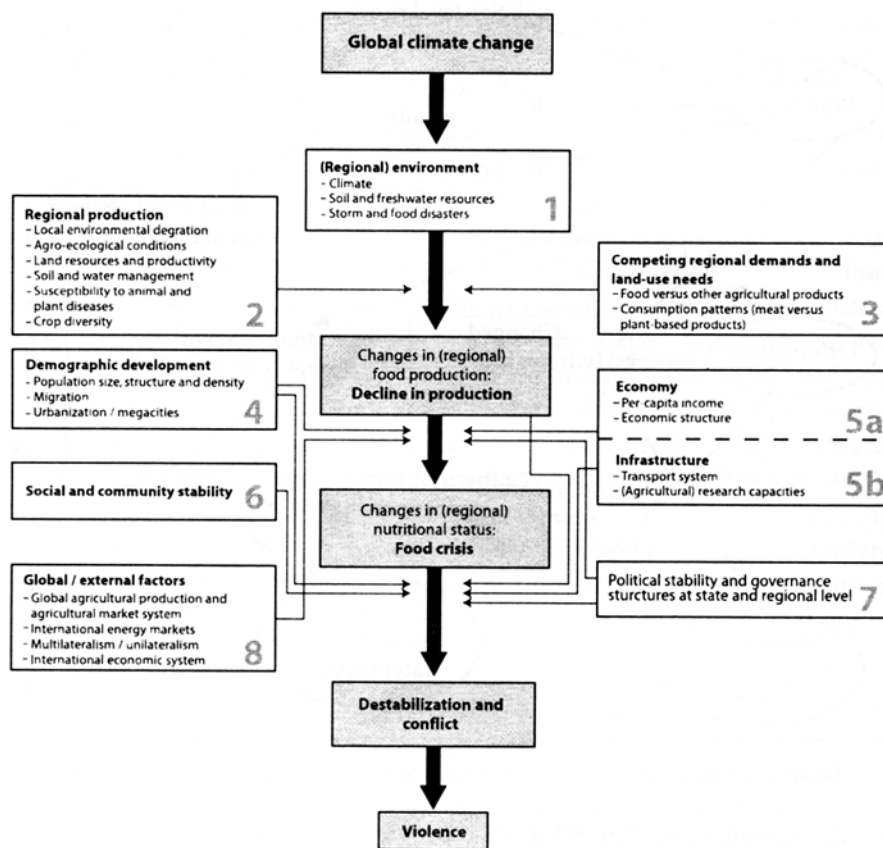 Global climate change
(Regional) environment
- Climate
- Soil and freshwater resources
- Storm and food disasters
1
Regional production
- Local environmental degration
- Agro-ecological conditions
- Land resources and productivity
- Soil and water management
- Susceptibility to animal and
plant diseases
- Crop diversity
2
Competing regional demands and
land-use needs
- Food versus other agricultural products
- Consumption patterns (meat versus
plant-based products)
3
Changes in (regional)
food production:
Decline in production
Demographic development
- Population size, structure and density
- Migration
- Urbanization / megacities
4
Economy
- Per-capita income
- Economic structure
5a
Infrastructure
- Transport system
- (Agricultural) research capacities
5b
Social and community stability
6
Changes in (regional)
nutritional status:
Food crisis
Global / external factors
- Global agricultural production and
agricultural market system
- International energy markets
- Multilateralism / unilateralism
- International economic system
8
Political stability and governance
sturctures at state and regional level
7
Destabilization and
conflict
Violence